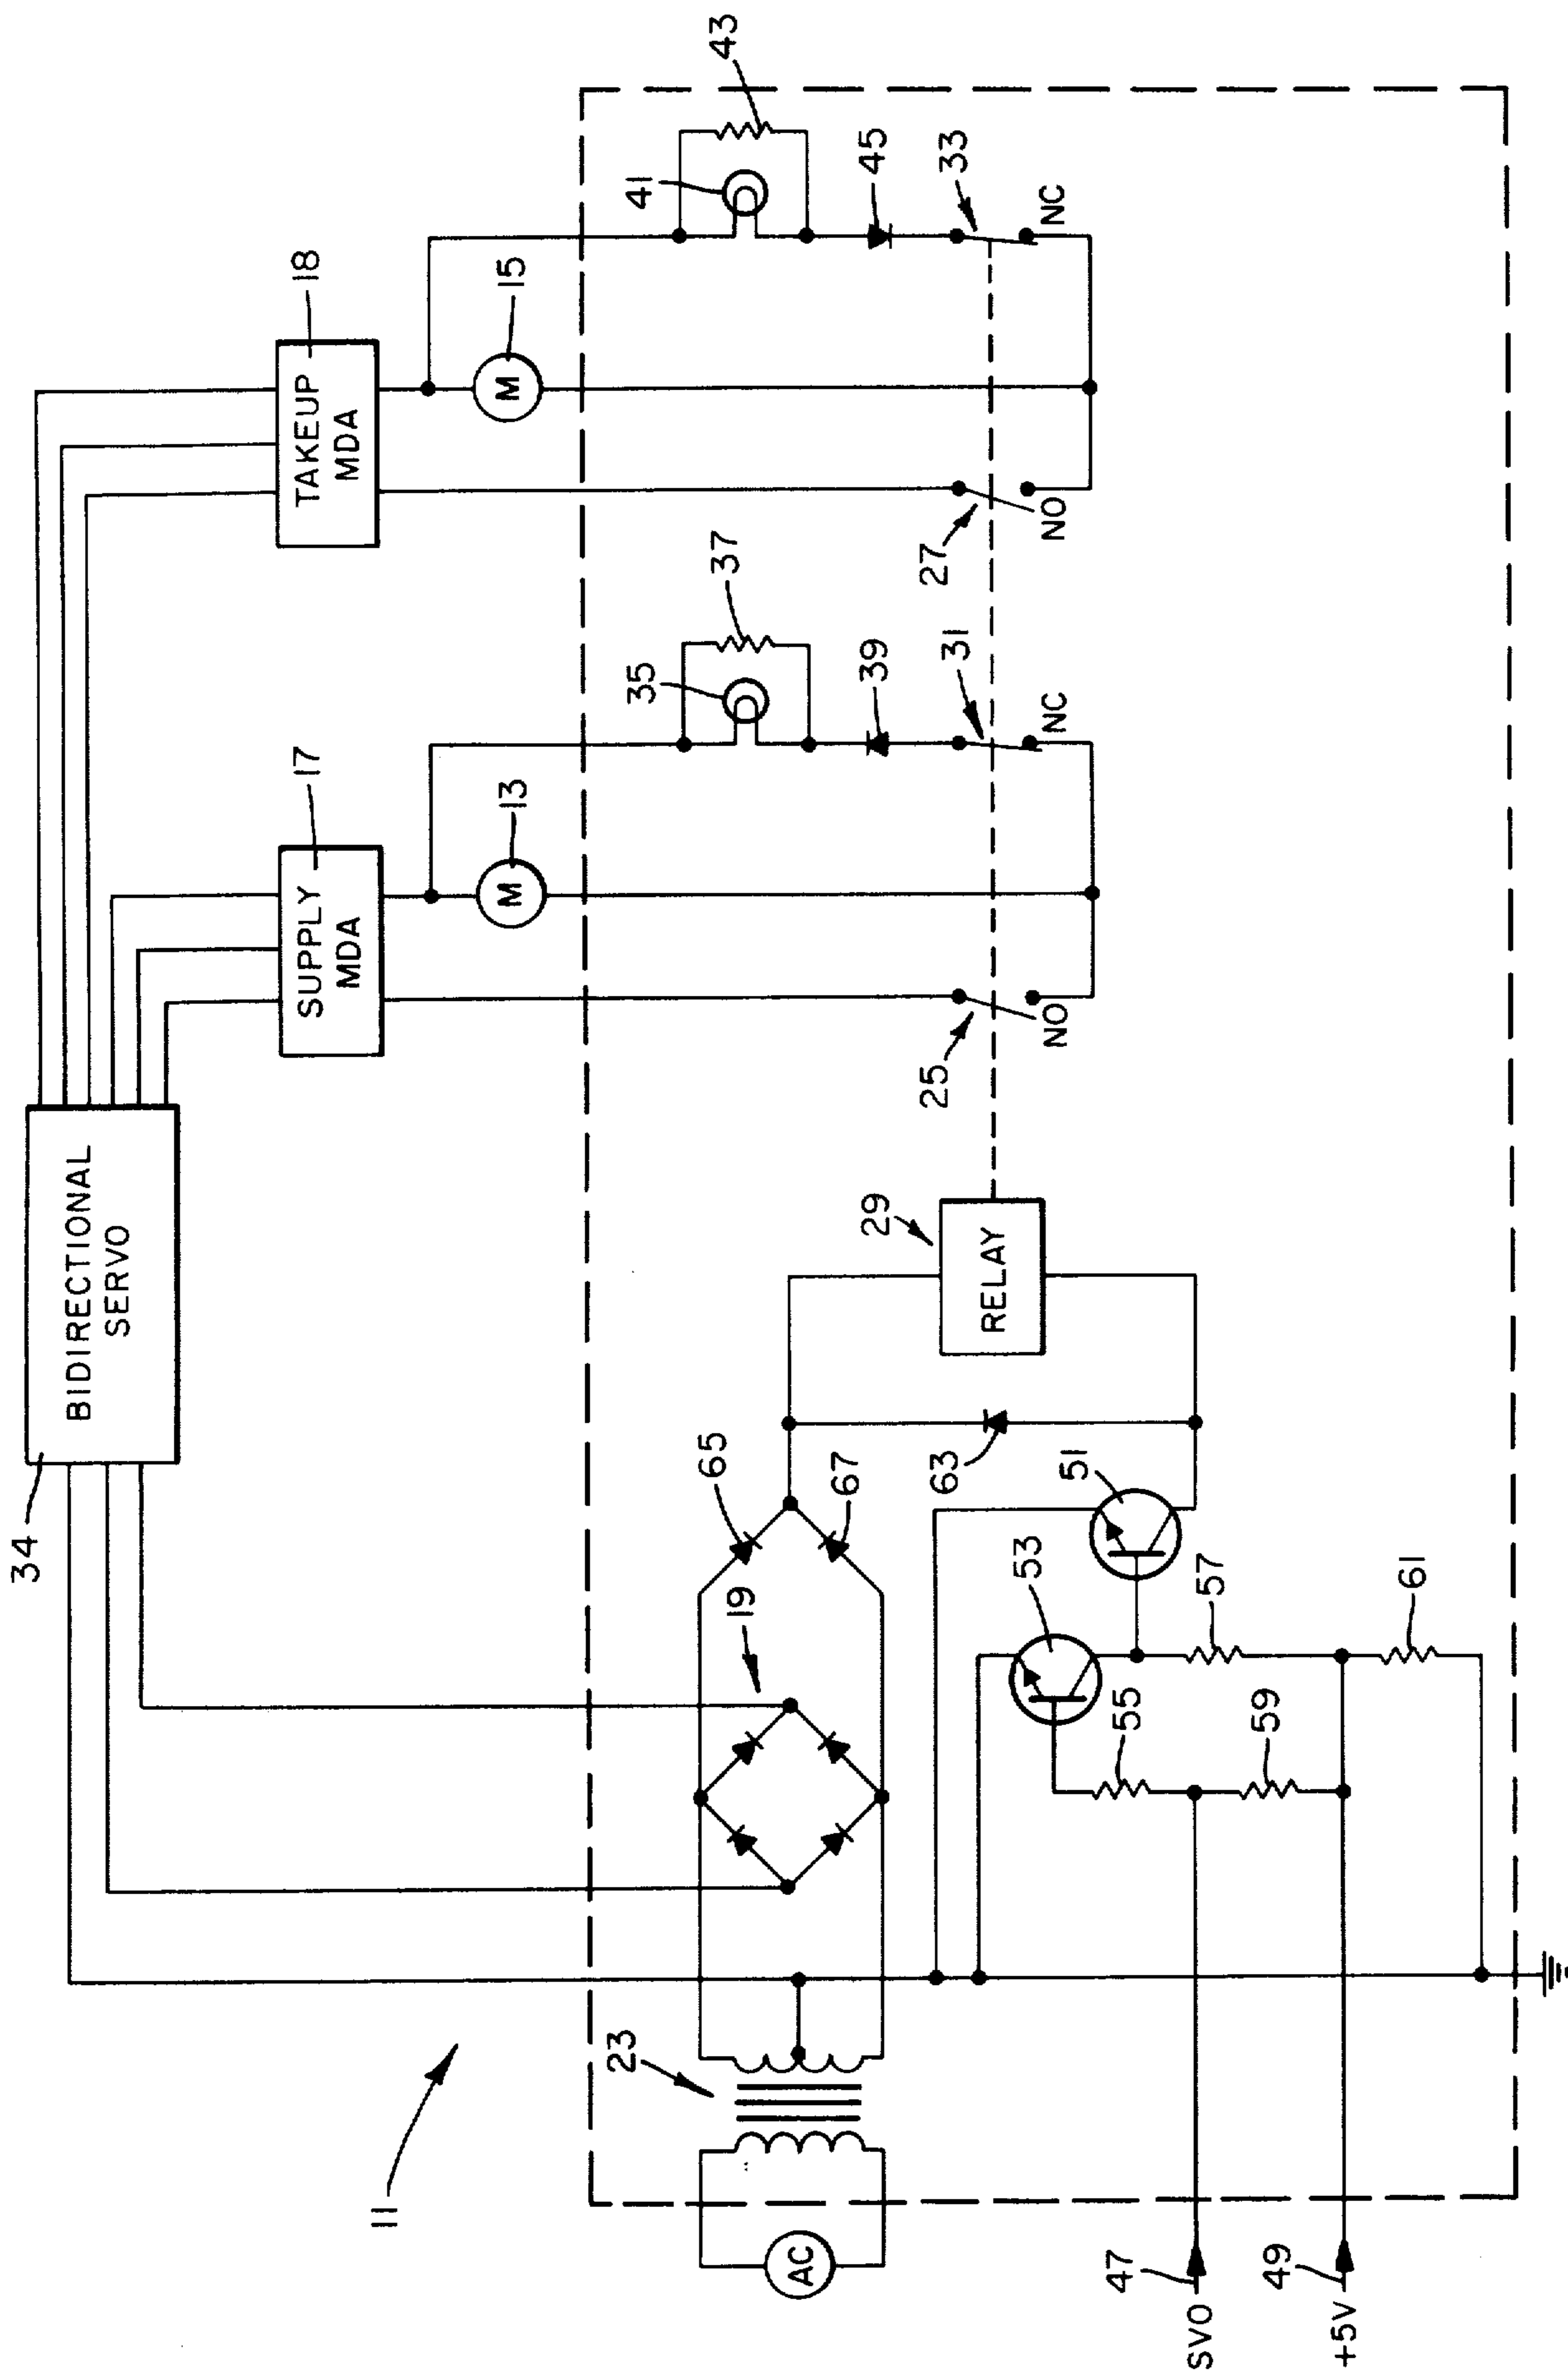 34
BIDIRECTIONAL
SERVO
11
SUPPLY
MDA
17
TAKEUP
MDA
18
M
13
M
15
43
41
45
33
NC
27
NO
37
35
39
31
NC
25
NO
29
RELAY
65
67
19
63
51
53
57
55
59
61
23
AC
47
SVO
49
+5V